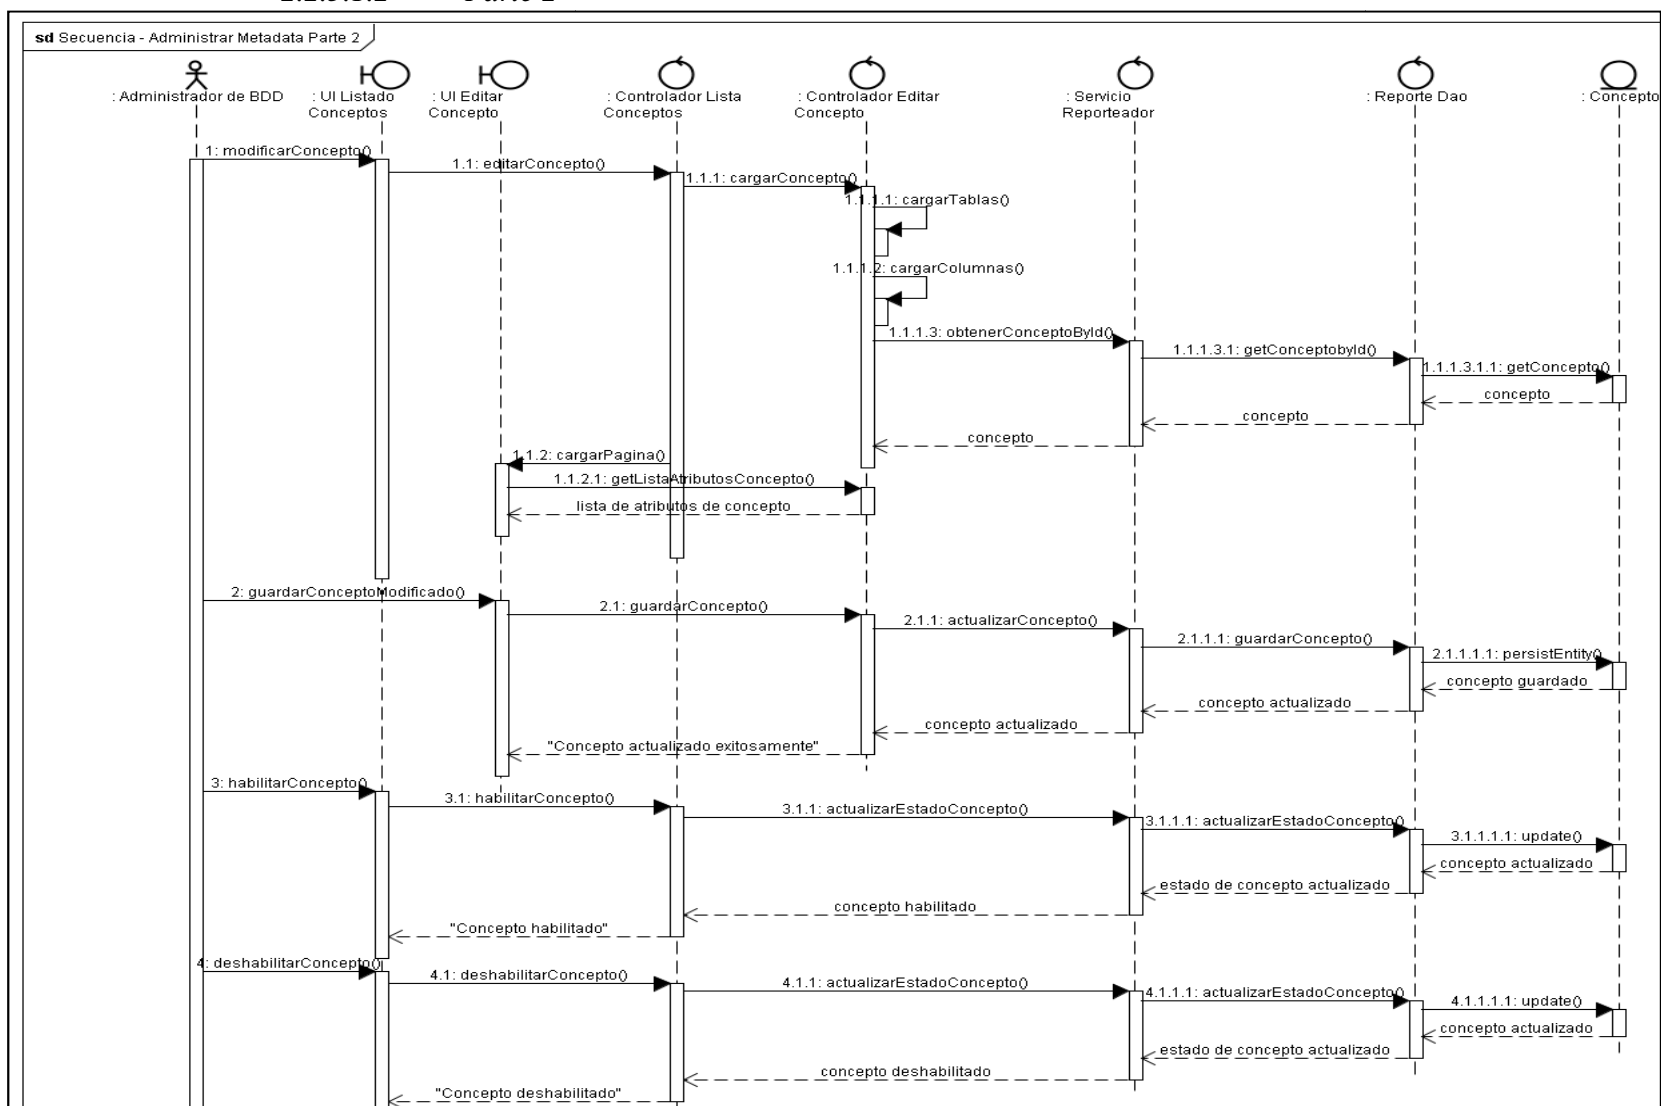 2.2.3.3.2 Parte 2
sd Secuencia - Administrar Metadata Parte 2
: Administrador de BDD
: UI Listado
Conceptos
: UI Editar
Concepto
: Controlador Lista
Conceptos
: Controlador Editar
Concepto
: Servicio
Reporteador
: Reporte Dao
: Concepto
1: modificarConcepto()
1.1: editarConcepto()
1.1.1: cargarConcepto()
1.1.1.1: cargarTablas()
1.1.1.2: cargarColumnas()
1.1.1.3: obtenerConceptoById()
1.1.1.3.1: getConceptobyId()
1.1.1.3.1.1: getConcepto()
concepto
concepto
concepto
1.1.2: cargarPagina()
1.1.2.1: getListaAtributosConcepto()
lista de atributos de concepto
2: guardarConceptoModificado()
2.1: guardarConcepto()
2.1.1: actualizarConcepto()
2.1.1.1: guardarConcepto()
2.1.1.1.1: persistEntity()
concepto guardado
concepto actualizado
concepto actualizado
"Concepto actualizado exitosamente"
3: habilitarConcepto()
3.1: habilitarConcepto()
3.1.1: actualizarEstadoConcepto()
3.1.1.1: actualizarEstadoConcepto()
3.1.1.1.1: update()
concepto actualizado
estado de concepto actualizado
concepto habilitado
"Concepto habilitado"
4: deshabilitarConcepto()
4.1: deshabilitarConcepto()
4.1.1: actualizarEstadoConcepto()
4.1.1.1: actualizarEstadoConcepto()
4.1.1.1.1: update()
concepto actualizado
estado de concepto actualizado
concepto deshabilitado
"Concepto deshabilitado"